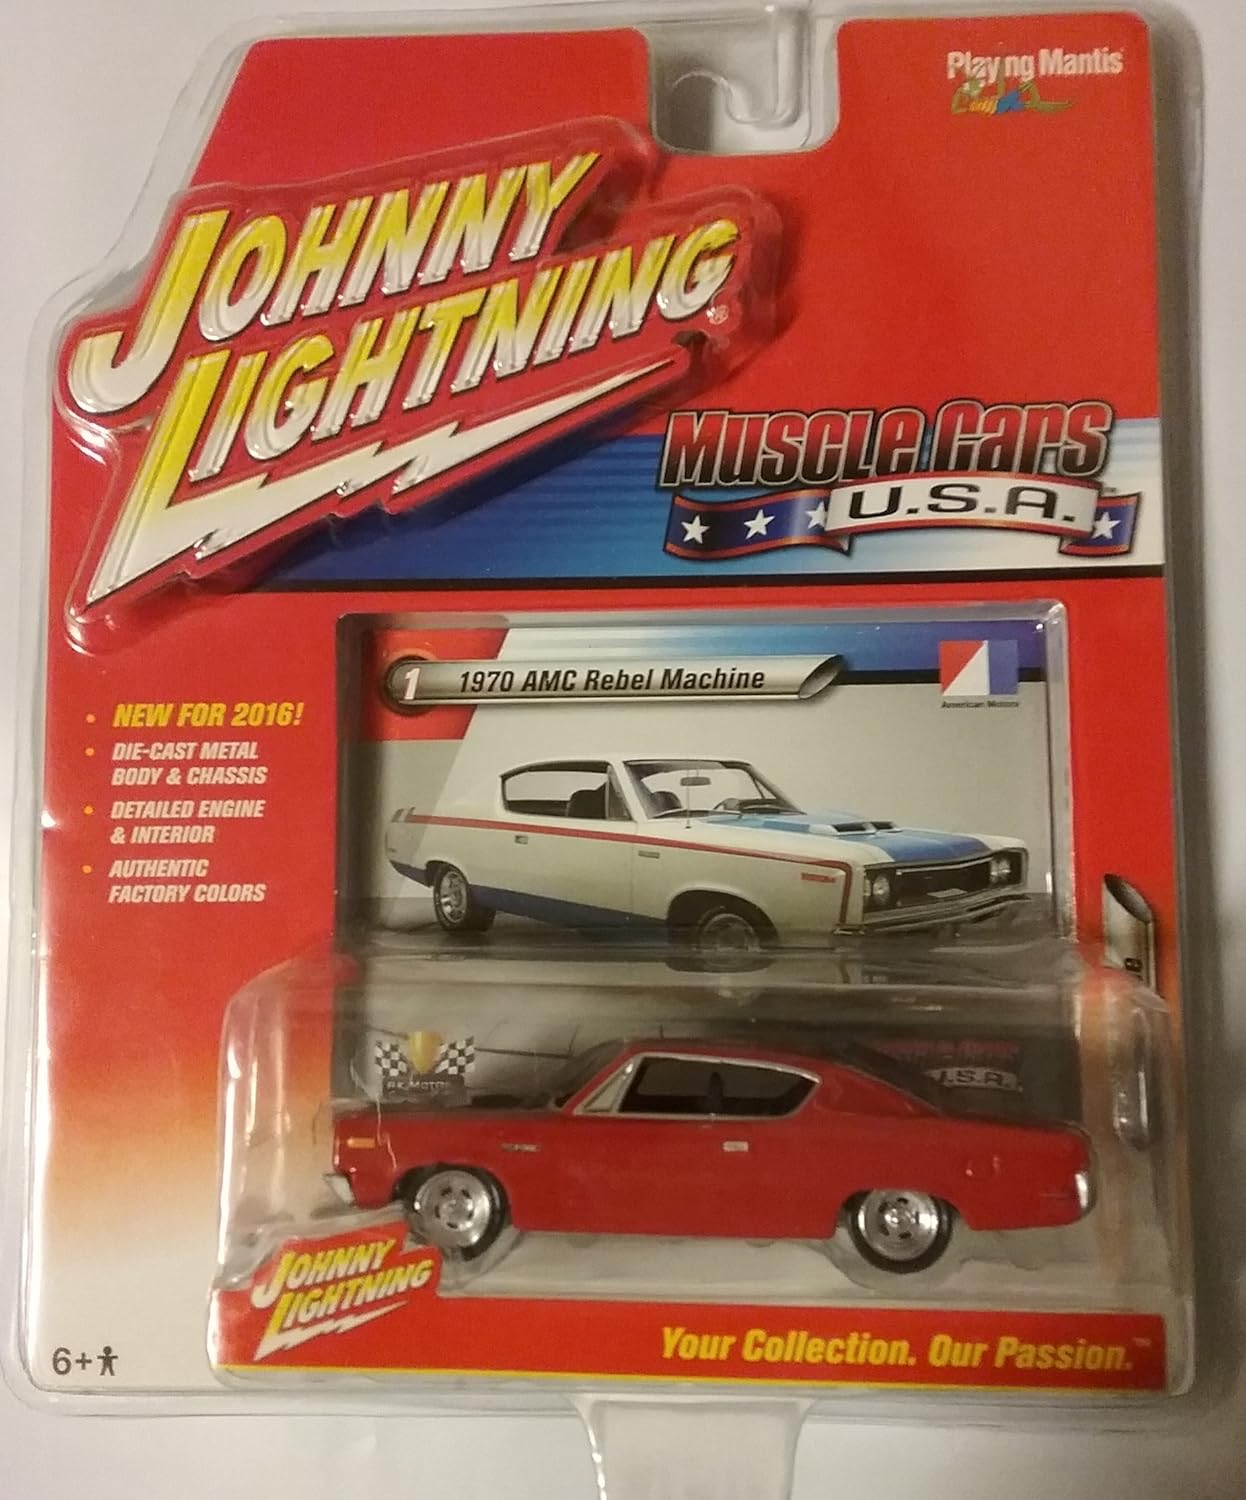 Playing Mantis
JOHNNY
LIGHTNING®
MUSCLE CARS
U.S.A.
1
1970 AMC Rebel Machine
American Motors
• NEW FOR 2016!
• DIE-CAST METAL
BODY & CHASSIS
• DETAILED ENGINE
& INTERIOR
• AUTHENTIC
FACTORY COLORS
U.S.A.
JOHNNY
LIGHTNING
Your Collection. Our Passion.™
6+